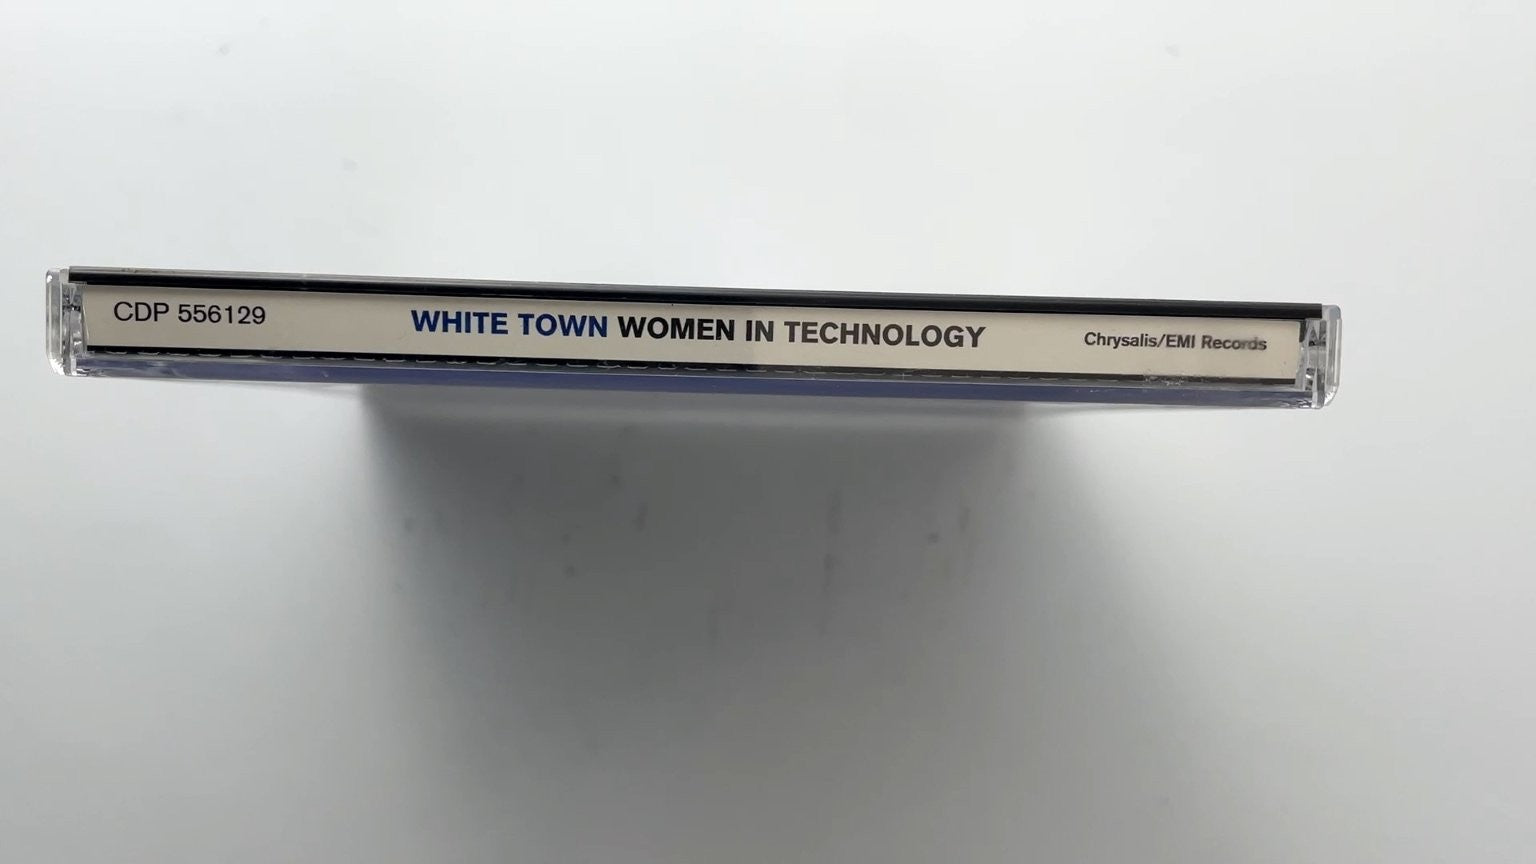 CDP 556129 WHITE TOWN WOMEN IN TECHNOLOGY Chrysalis/EMI Records